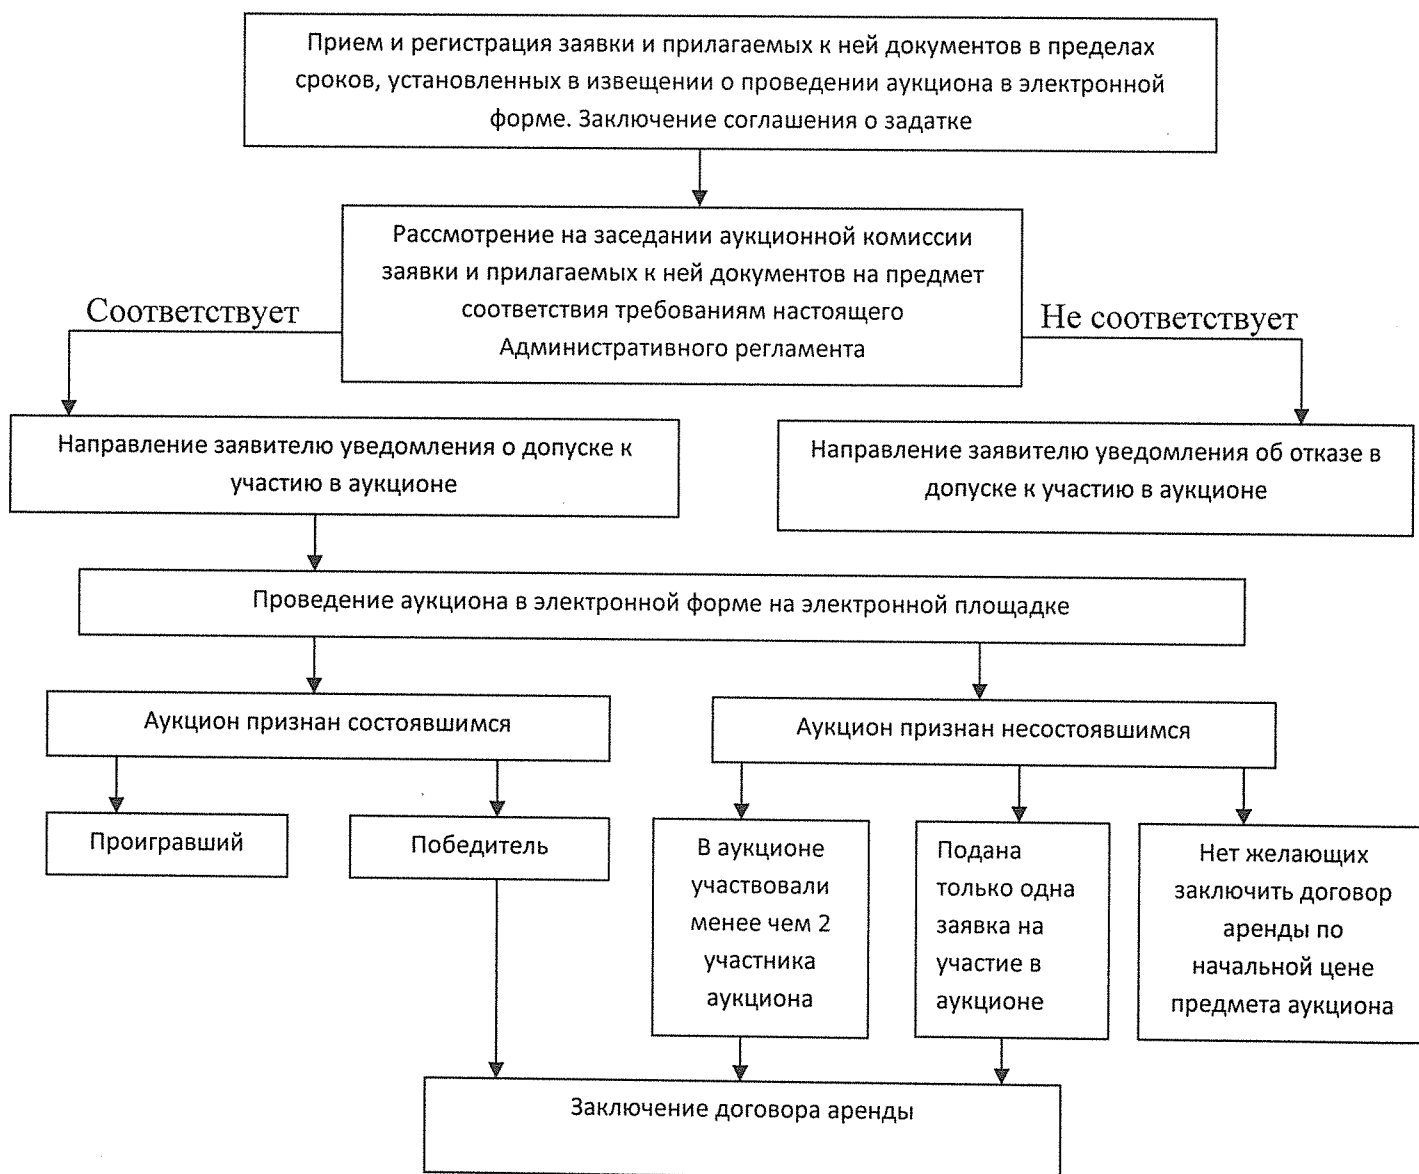 Прием и регистрация заявки и прилагаемых к ней документов в пределах
сроков, установленных в извещении о проведении аукциона в электронной
форме. Заключение соглашения о задатке
Рассмотрение на заседании аукционной комиссии
заявки и прилагаемых к ней документов на предмет
соответствия требованиям настоящего
Административного регламента
Соответствует
Не соответствует
Направление заявителю уведомления о допуске к
участию в аукционе
Направление заявителю уведомления об отказе в
допуске к участию в аукционе
Проведение аукциона в электронной форме на электронной площадке
Аукцион признан состоявшимся
Аукцион признан несостоявшимся
Проигравший
Победитель
В аукционе
участвовали
менее чем 2
участника
аукциона
Подана
только одна
заявка на
участие в
аукционе
Нет желающих
заключить договор
аренды по
начальной цене
предмета аукциона
Заключение договора аренды